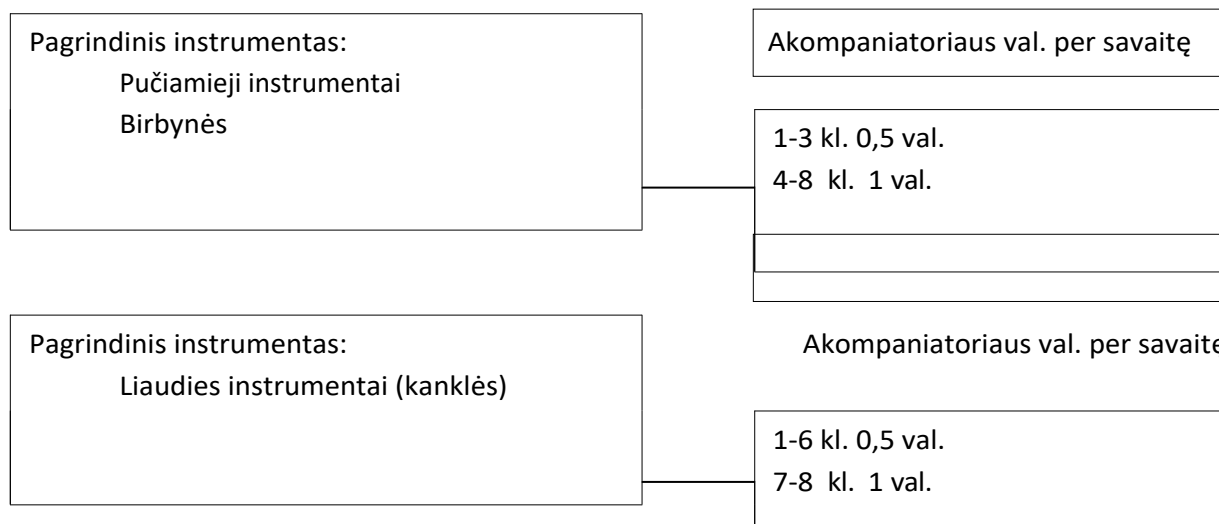 Pagrindinis instrumentas:
Pučiamieji instrumentai
Birbynės
Akompaniatoriaus val. per savaitę
1-3 kl. 0,5 val.
4-8 kl. 1 val.
Pagrindinis instrumentas:
Liaudies instrumentai (kanklės)
Akompaniatoriaus val. per savaitę
1-6 kl. 0,5 val.
7-8 kl. 1 val.